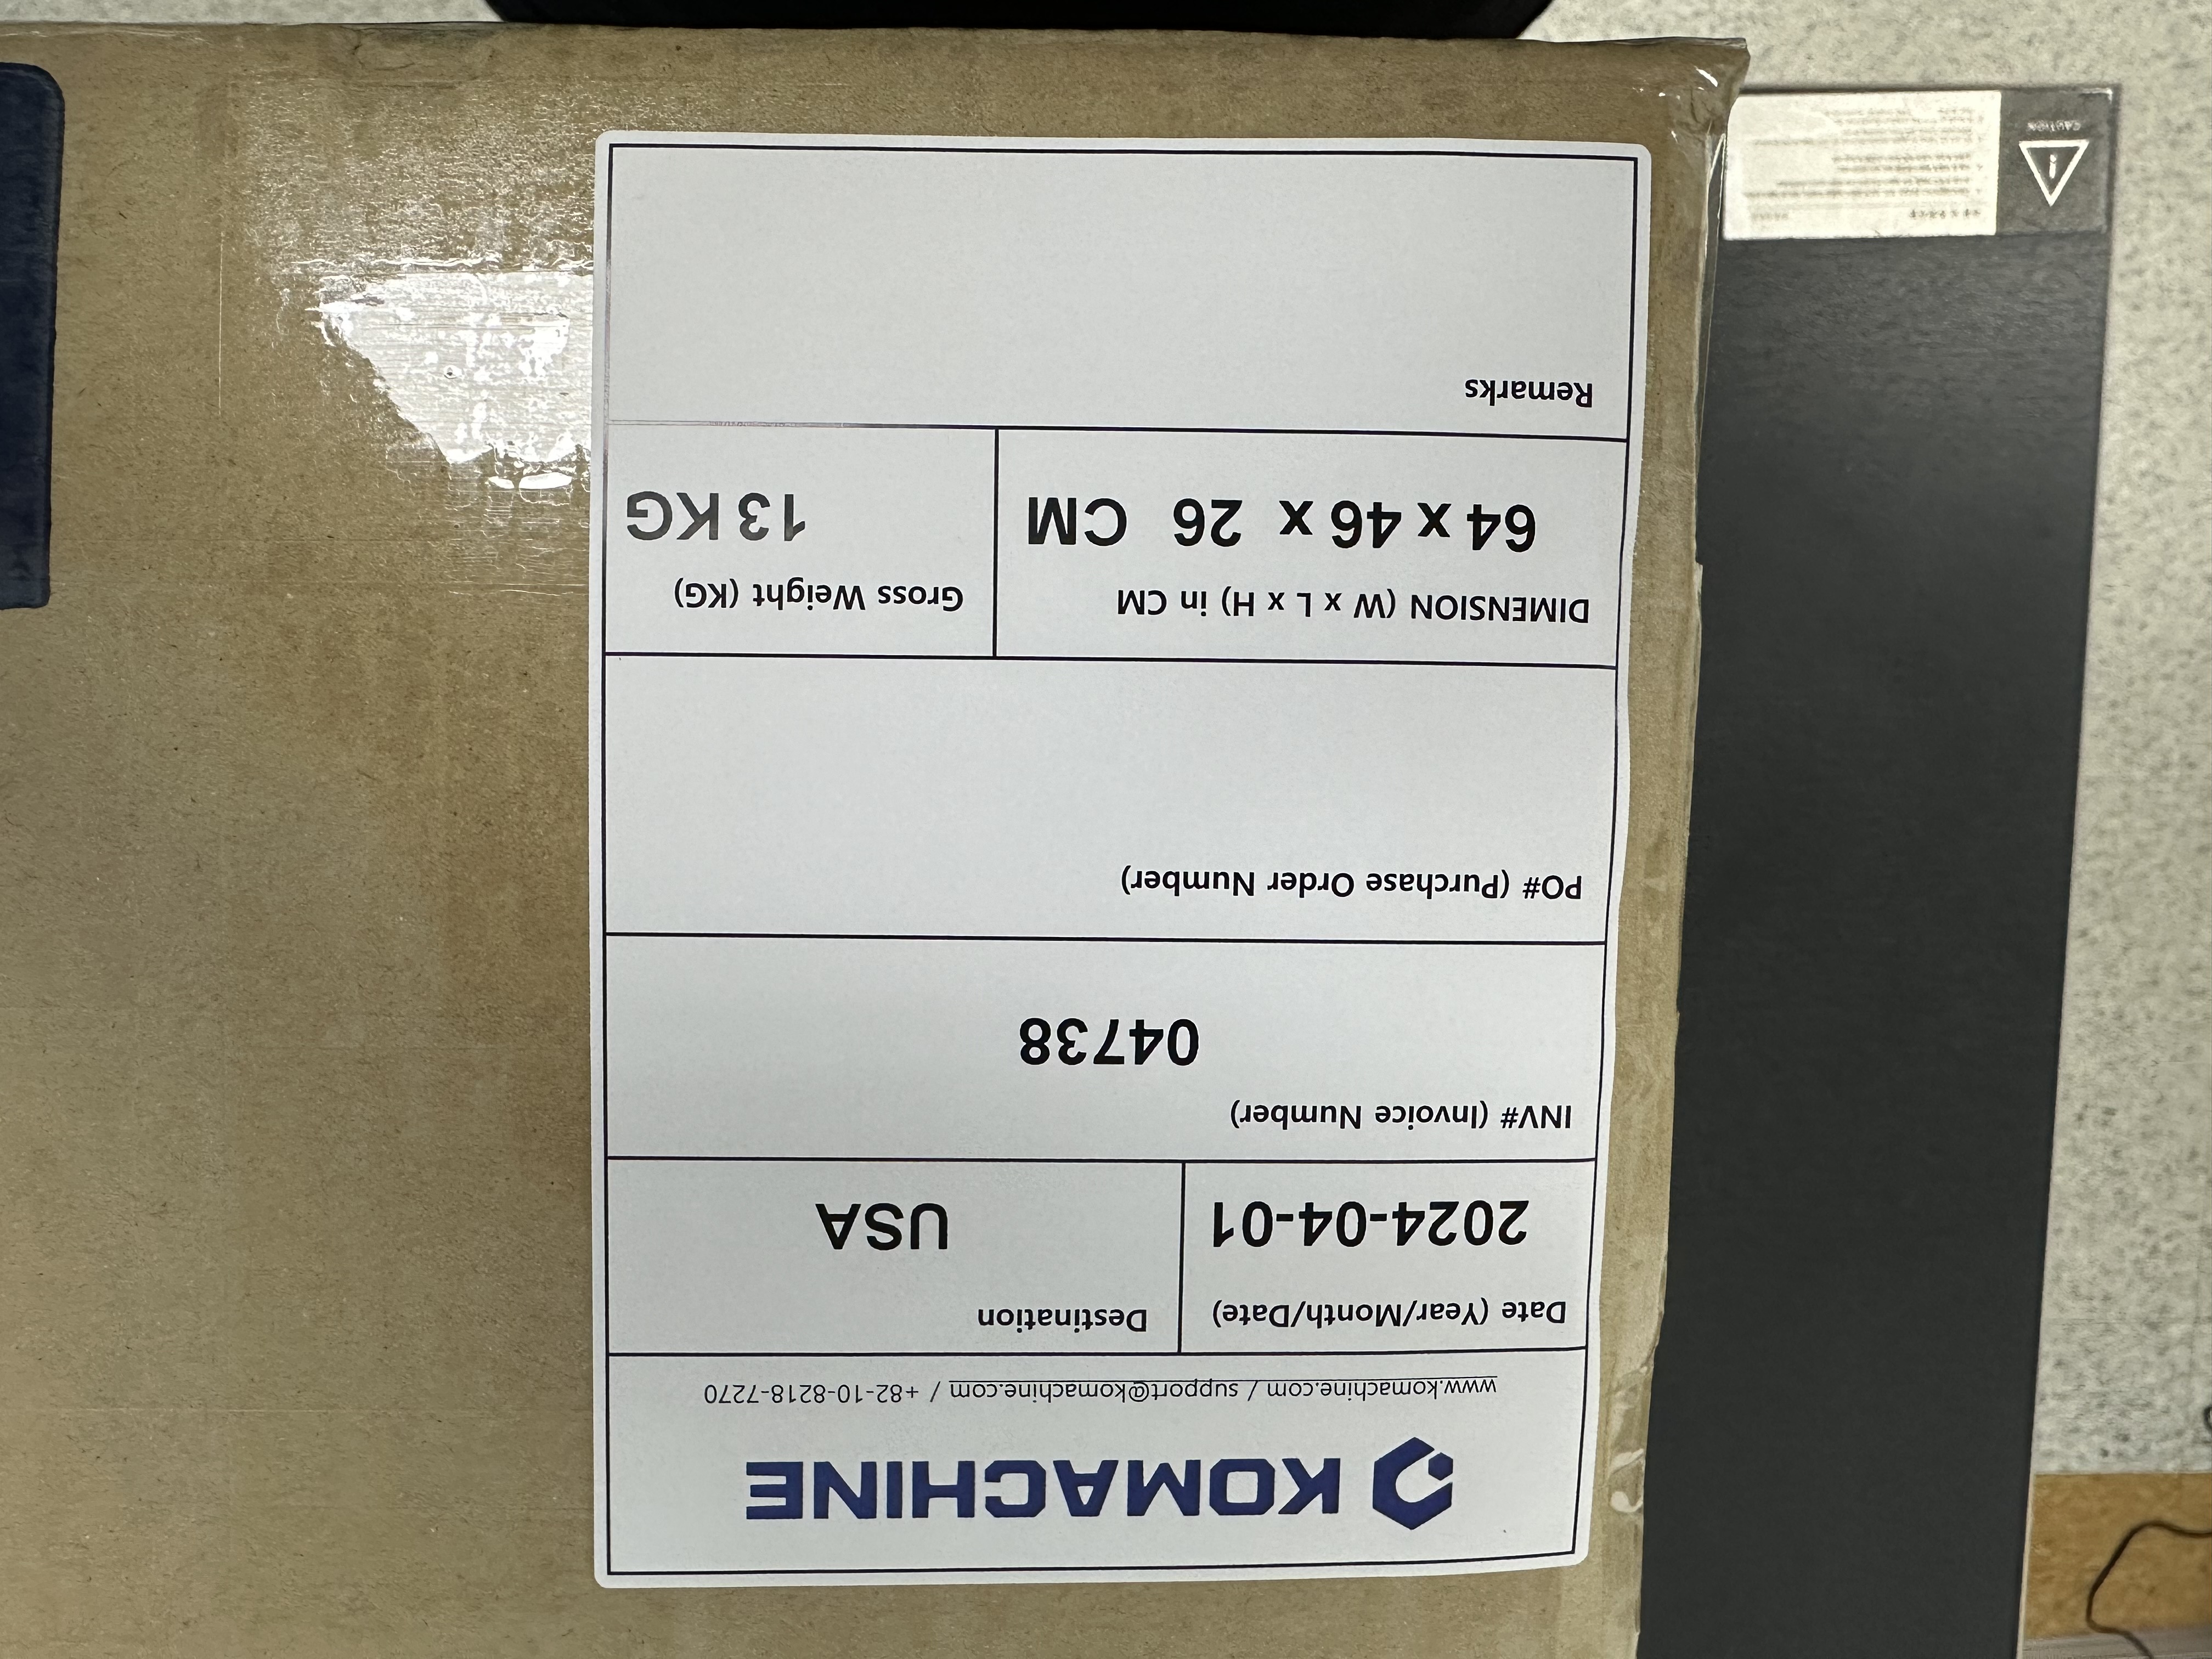 KOMACHINE
www.komachine.com / support@komachine.com / +82-10-8218-7270
Date (Year/Month/Date)
2024-04-01
Destination
USA
INV# (Invoice Number)
04738
PO# (Purchase Order Number)
DIMENSION (W x L x H) in CM
64 x 46 x 26 CM
Gross Weight (KG)
13 KG
Remarks
CAUTION